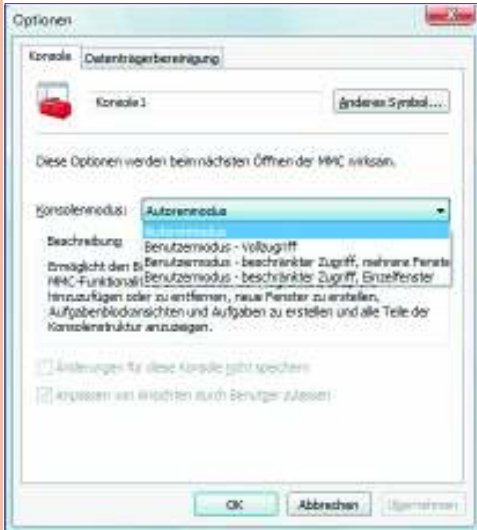 Optionen
Konsole Datenträgerbereinigung
Konsole1 Anderes Symbol...
Diese Optionen werden beim nächsten Öffnen der MMC wirksam.
Konsolenmodus: Autorenmodus
Autorenmodus
Beschreibung Benutzermodus - Vollzugriff
Benutzermodus - beschränkter Zugriff, mehrere Fenste
Ermöglicht den B
Benutzermodus - beschränkter Zugriff, Einzelfenster
MMC-Funktionali
hinzuzufügen oder zu entfernen, neue Fenster zu erstellen,
Aufgabenblockansichten und Aufgaben zu erstellen und alle Teile der
Konsolenstruktur anzuzeigen.
Änderungen für diese Konsole nicht speichern
Anpassen von Ansichten durch Benutzer zulassen
OK Abbrechen Übernehmen